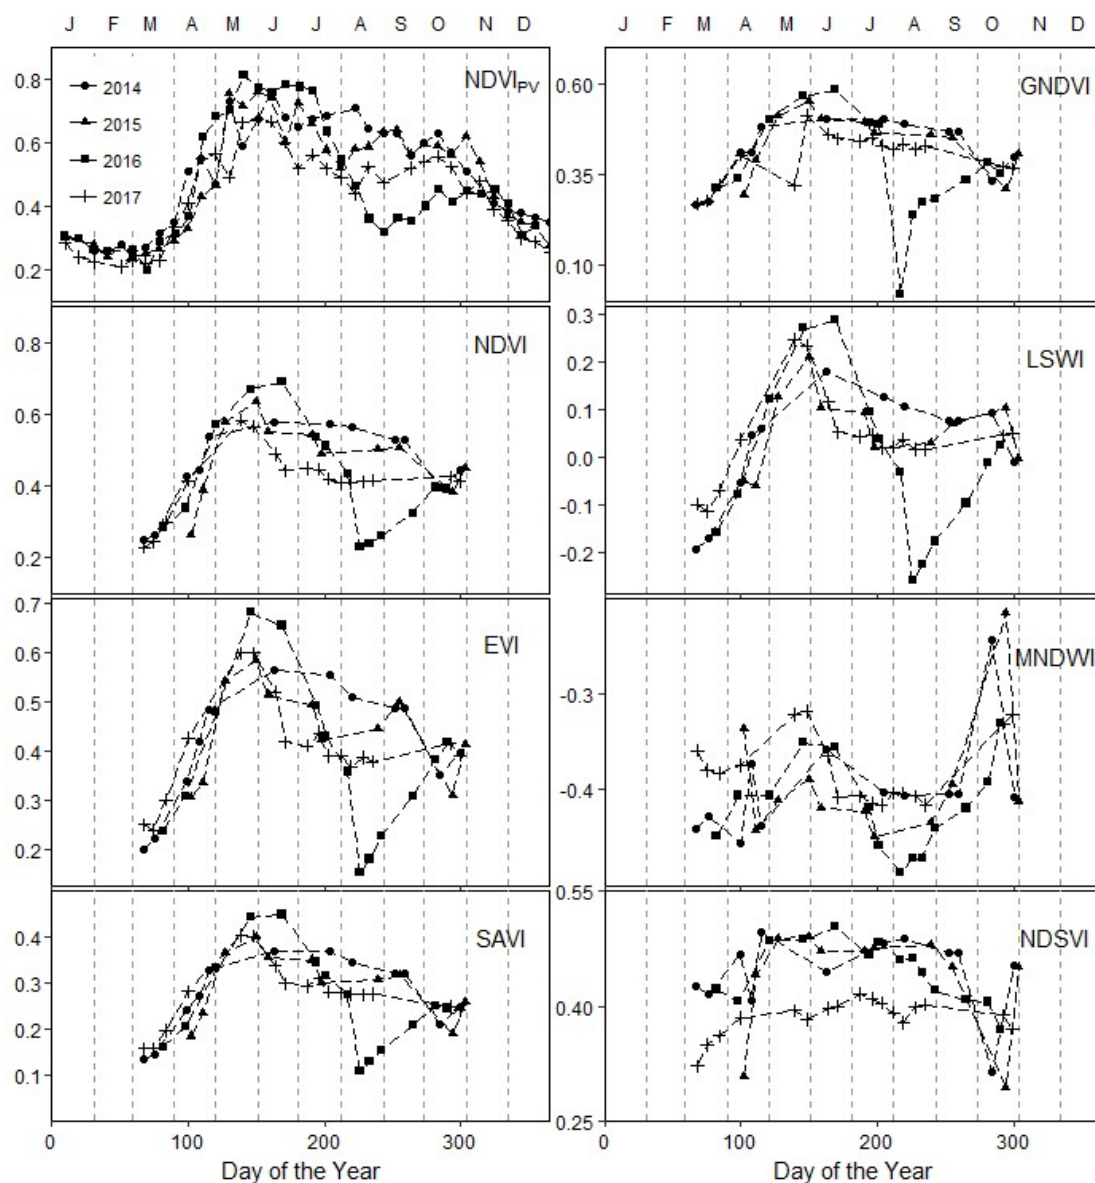 J F M A M J J A S O N D
J F M A M J J A S O N D
NDVIPV
2014
2015
2016
2017
0.8
0.6
0.4
0.2
GNDVI
0.60
0.35
0.10
NDVI
0.8
0.6
0.4
0.2
LSWI
0.3
0.2
0.1
0.0
-0.1
-0.2
EVI
0.7
0.6
0.5
0.4
0.3
0.2
MNDWI
-0.3
-0.4
SAVI
0.4
0.3
0.2
0.1
NDSVI
0.55
0.40
0.25
0 100 200 300
0 100 200 300
Day of the Year
Day of the Year